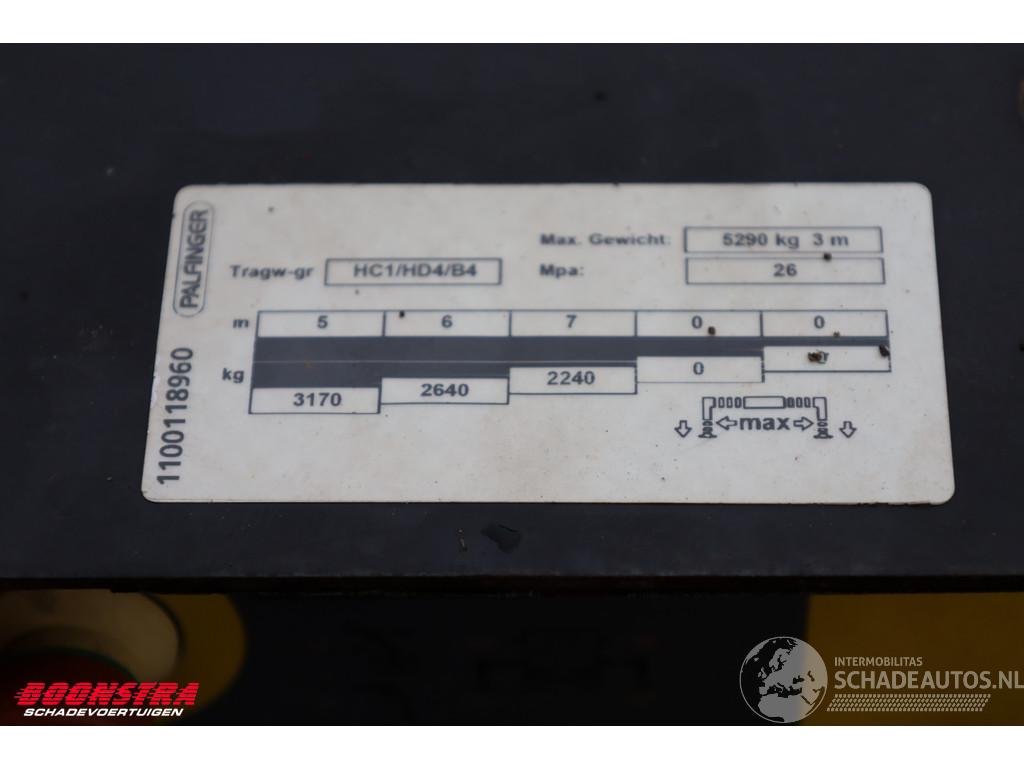 PALFINGER
1100118960
Max. Gewicht: 5290 kg 3 m
Tragw-gr HC1/HD4/B4 Mpa: 26
m 5 6 7 0 0
kg 3170 2640 2240 0
max
BOONSTRA
SCHADEVOERTUIGEN
INTERMOBILITAS
SCHADEAUTOS.NL